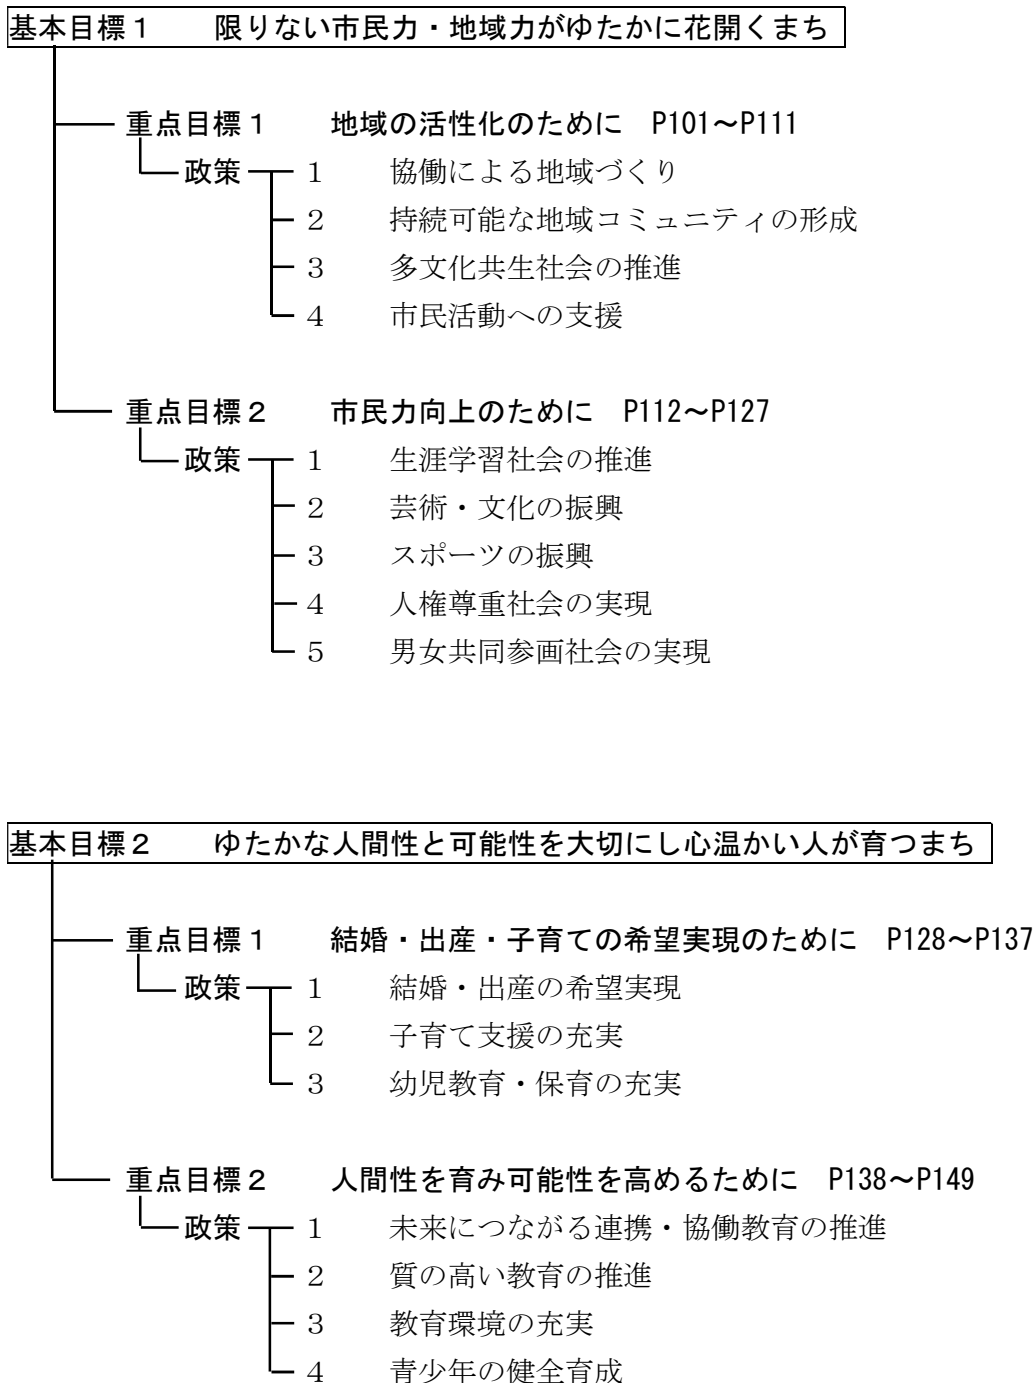 基本目標１　　限りない市民力・地域力がゆたかに花開くまち
重点目標１　　地域の活性化のために　P101～P111
政策　１　　協働による地域づくり
２　　持続可能な地域コミュニティの形成
３　　多文化共生社会の推進
４　　市民活動への支援
重点目標２　　市民力向上のために　P112～P127
政策　１　　生涯学習社会の推進
２　　芸術・文化の振興
３　　スポーツの振興
４　　人権尊重社会の実現
５　　男女共同参画社会の実現
基本目標２　　ゆたかな人間性と可能性を大切にし心温かい人が育つまち
重点目標１　　結婚・出産・子育ての希望実現のために　P128～P137
政策　１　　結婚・出産の希望実現
２　　子育て支援の充実
３　　幼児教育・保育の充実
重点目標２　　人間性を育み可能性を高めるために　P138～P149
政策　１　　未来につながる連携・協働教育の推進
２　　質の高い教育の推進
３　　教育環境の充実
４　　青少年の健全育成